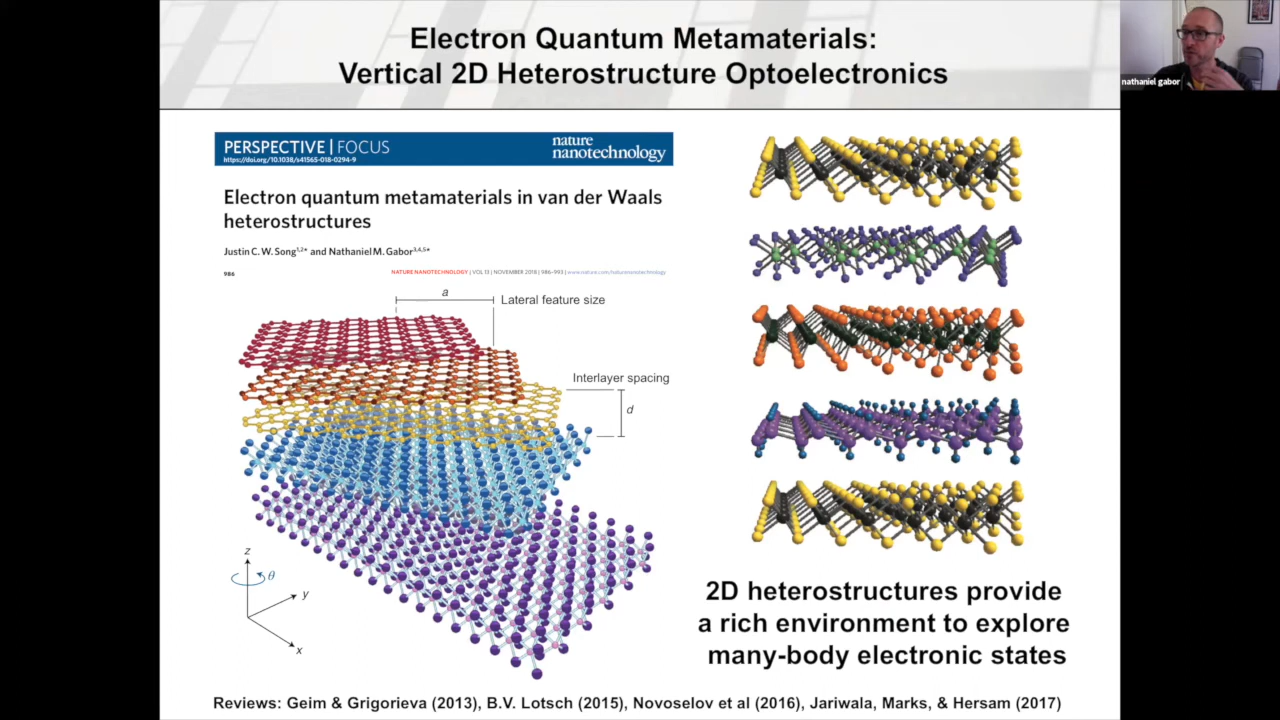 Electron Quantum Metamaterials:
Vertical 2D Heterostructure Optoelectronics
nathaniel gabor
PERSPECTIVE | FOCUS
https://doi.org/10.1038/s41565-018-0294-9
nature
nanotechnology
Electron quantum metamaterials in van der Waals
heterostructures
Justin C. W. Song1,2* and Nathaniel M. Gabor3,4,5*
986
NATURE NANOTECHNOLOGY | VOL 13 | NOVEMBER 2018 | 986–993 | www.nature.com/naturenanotechnology
a
Lateral feature size
Interlayer spacing
d
z
θ
y
x
2D heterostructures provide
a rich environment to explore
many-body electronic states
Reviews: Geim & Grigorieva (2013), B.V. Lotsch (2015), Novoselov et al (2016), Jariwala, Marks, & Hersam (2017)